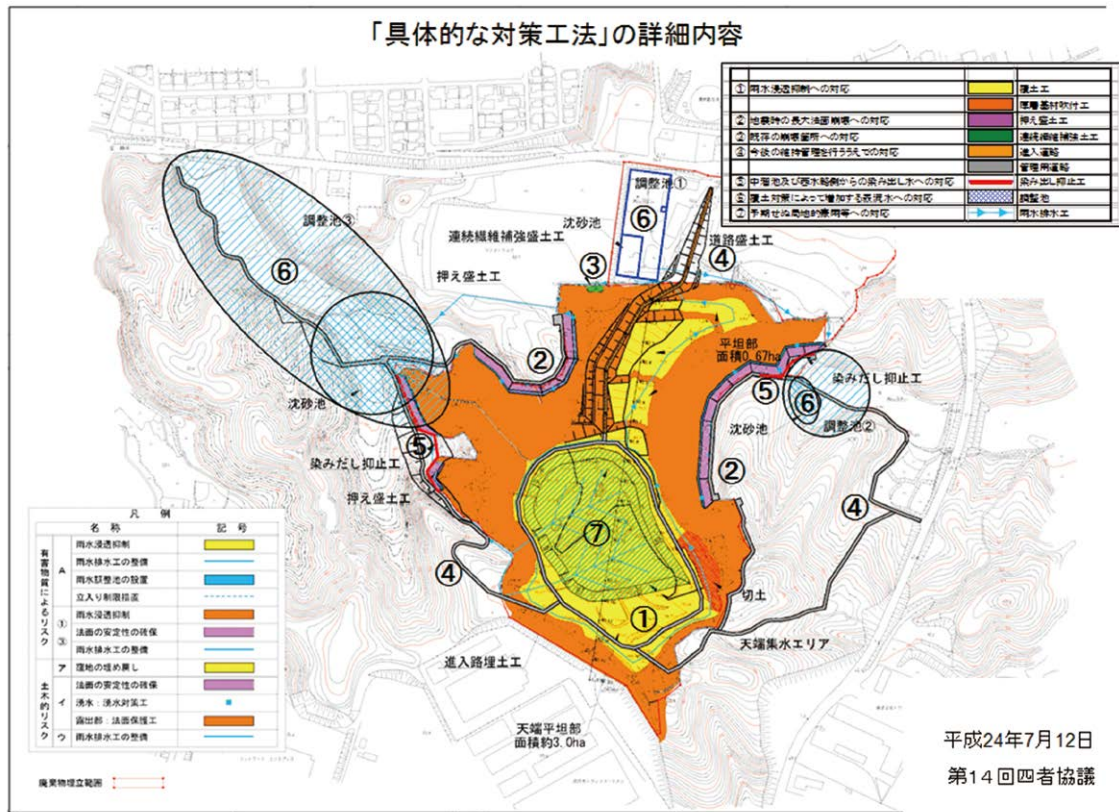 「具体的な対策工法」の詳細内容
① 雨水浸透抑制への対応 覆土工
厚層基材吹付工
② 地震時の長大法面崩壊への対応 押え盛土工
③ 既存の崩壊箇所への対応 連続繊維補強土工
④ 今後の維持管理を行ううえでの対応 進入道路
管理用道路
⑤ 中溜池及び西水路側からの染み出し水への対応 染み出し抑止工
⑥ 覆土対策によって増加する表流水への対応 調整池
⑦ 予期せぬ局地的豪雨等への対応 雨水排水工
調整池①
調整池③
沈砂池
⑥
連続繊維補強盛土工
道路盛土工
④
⑥
③
押え盛土工
②
平坦部
面積0.67ha
染みだし抑止工
⑤
⑥
沈砂池
沈砂池
調整池②
⑤
染みだし抑止工
②
押え盛土工
④
⑦
④
①
切土
天端集水エリア
進入路埋土工
天端平坦部
面積約3.0ha
凡 例
名 称 記 号
有害物質によるリスク
A
雨水浸透抑制
雨水排水工の整備
雨水調整池の設置
立入り制限措置
①
③
雨水浸透抑制
法面の安定性の確保
雨水排水工の整備
土木的リスク
ア 窪地の埋め戻し
イ
法面の安定性の確保
湧水:湧水対策工
露出部:法面保護工
ウ 雨水排水工の整備
廃棄物埋立範囲
平成24年7月12日
第14回四者協議